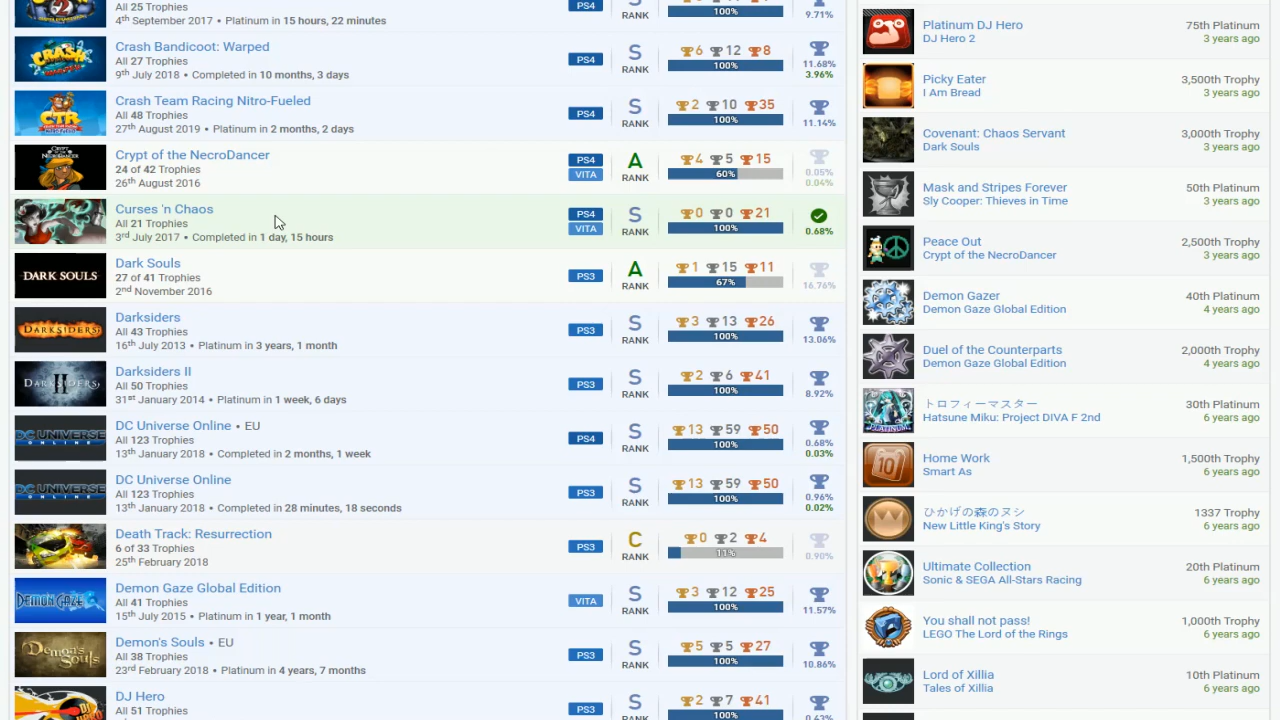 All 25 Trophies
7th September 2017 • Platinum in 15 hours, 22 minutes
PS4
RANK
100%
9.71%
Crash Bandicoot: Warped
All 27 Trophies
9th July 2018 • Completed in 10 months, 3 days
PS4
S
RANK
6 12 8
100%
11.68%
3.96%
Crash Team Racing Nitro-Fueled
All 48 Trophies
27th August 2019 • Platinum in 2 months, 2 days
PS4
S
RANK
2 10 35
100%
11.14%
Crypt of the NecroDancer
24 of 42 Trophies
26th August 2016
PS4
VITA
A
RANK
4 5 15
60%
0.05%
0.04%
Curses 'n Chaos
All 21 Trophies
3rd July 2017 • Completed in 1 day, 15 hours
PS4
VITA
S
RANK
0 0 21
100%
0.68%
DARK SOULS
Dark Souls
27 of 41 Trophies
2nd November 2016
PS3
A
RANK
1 15 11
67%
16.76%
DARKSIDERS
Darksiders
All 43 Trophies
16th July 2013 • Platinum in 3 years, 1 month
PS3
S
RANK
3 13 26
100%
13.06%
DARKSIDERS II
Darksiders II
All 50 Trophies
31st January 2014 • Platinum in 1 week, 6 days
PS3
S
RANK
2 6 41
100%
8.92%
DC UNIVERSE ONLINE
DC Universe Online • EU
All 123 Trophies
13th January 2018 • Completed in 2 months, 1 week
PS4
S
RANK
13 59 50
100%
0.68%
0.03%
DC UNIVERSE ONLINE
DC Universe Online
All 123 Trophies
13th January 2018 • Completed in 28 minutes, 18 seconds
PS3
S
RANK
13 59 50
100%
0.96%
0.02%
Death Track: Resurrection
6 of 33 Trophies
PS3
C
RANK
0 2 4
11%
0.90%
DEMON GAZE
Demon Gaze Global Edition
All 41 Trophies
15th July 2015 • Platinum in 1 year, 1 month
VITA
S
RANK
3 12 25
100%
11.57%
Demon's Souls
Demon's Souls • EU
All 38 Trophies
23rd February 2018 • Platinum in 4 years, 7 months
PS3
S
RANK
5 5 27
100%
10.86%
DJ Hero
All 51 Trophies
PS3
S
RANK
2 7 41
100%
Platinum DJ Hero
DJ Hero 2
75th Platinum
3 years ago
Picky Eater
I Am Bread
3,500th Trophy
3 years ago
Covenant: Chaos Servant
Dark Souls
3,000th Trophy
3 years ago
Mask and Stripes Forever
Sly Cooper: Thieves in Time
50th Platinum
3 years ago
Peace Out
Crypt of the NecroDancer
2,500th Trophy
3 years ago
Demon Gazer
Demon Gaze Global Edition
40th Platinum
4 years ago
Duel of the Counterparts
Demon Gaze Global Edition
2,000th Trophy
4 years ago
トロフィーマスター
Hatsune Miku: Project DIVA F 2nd
30th Platinum
6 years ago
Home Work
Smart As
1,500th Trophy
6 years ago
ひかげの森のヌシ
New Little King's Story
1337 Trophy
6 years ago
Ultimate Collection
Sonic & SEGA All-Stars Racing
20th Platinum
6 years ago
You shall not pass!
LEGO The Lord of the Rings
1,000th Trophy
6 years ago
Lord of Xillia
Tales of Xillia
10th Platinum
6 years ago